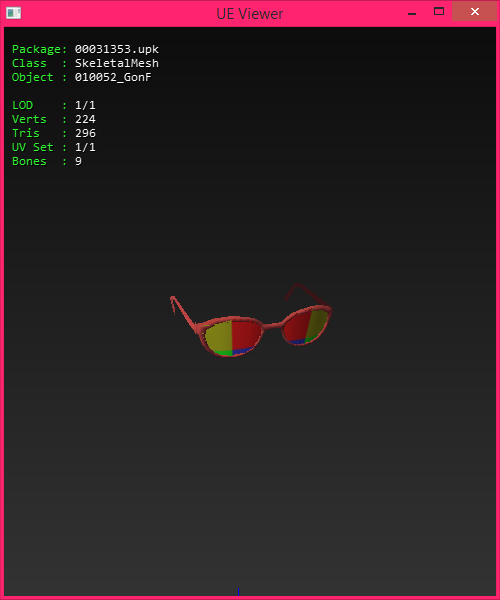 UE Viewer
Package: 00031353.upk
Class : SkeletalMesh
Object : 010052_GonF
LOD : 1/1
Verts : 224
Tris : 296
UV Set : 1/1
Bones : 9